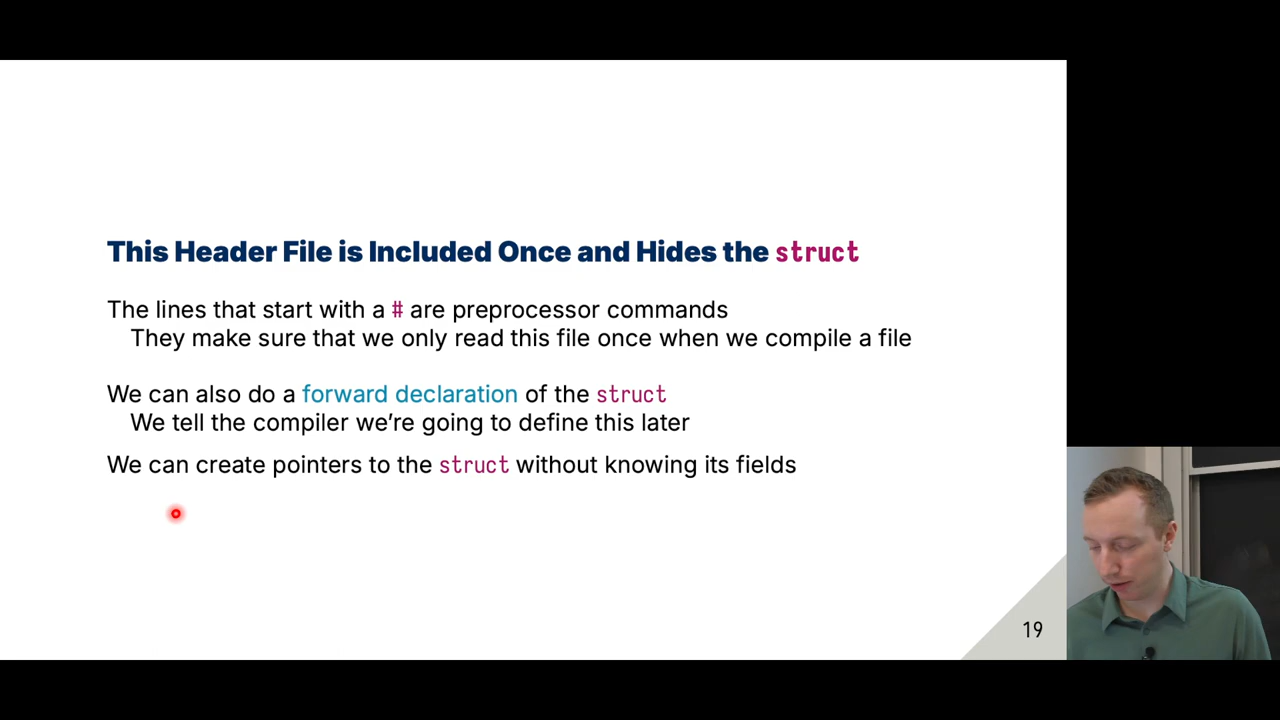 This Header File is Included Once and Hides the struct
The lines that start with a # are preprocessor commands
They make sure that we only read this file once when we compile a file
We can also do a forward declaration of the struct
We tell the compiler we’re going to define this later
We can create pointers to the struct without knowing its fields
19